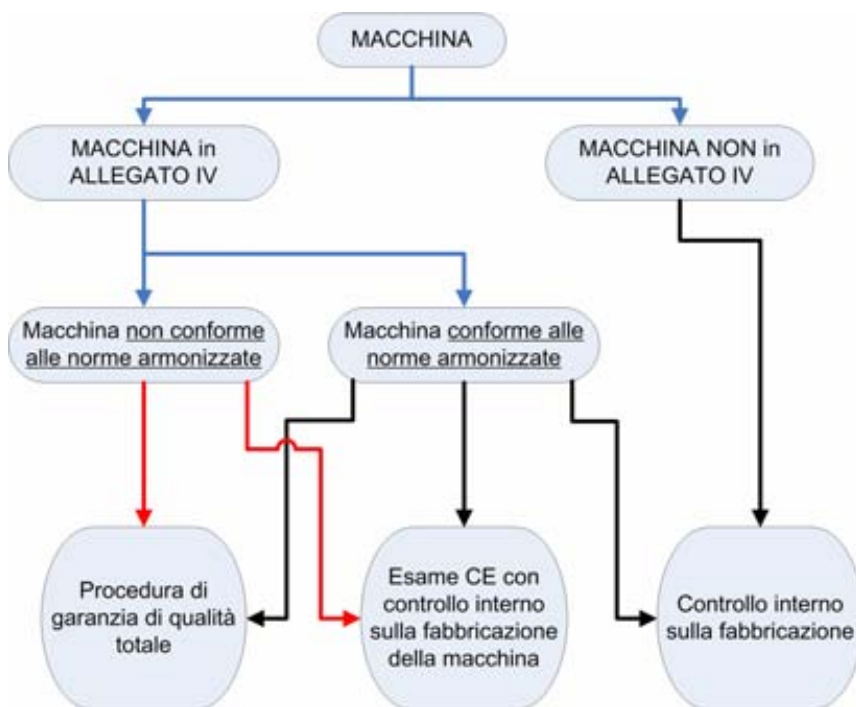 MACCHINA
MACCHINA in
ALLEGATO IV
MACCHINA NON in
ALLEGATO IV
Macchina non conforme
alle norme armonizzate
Macchina conforme alle
norme armonizzate
Procedura di
garanzia di qualità
totale
Esame CE con
controllo interno
sulla fabbricazione
della macchina
Controllo interno
sulla fabbricazione